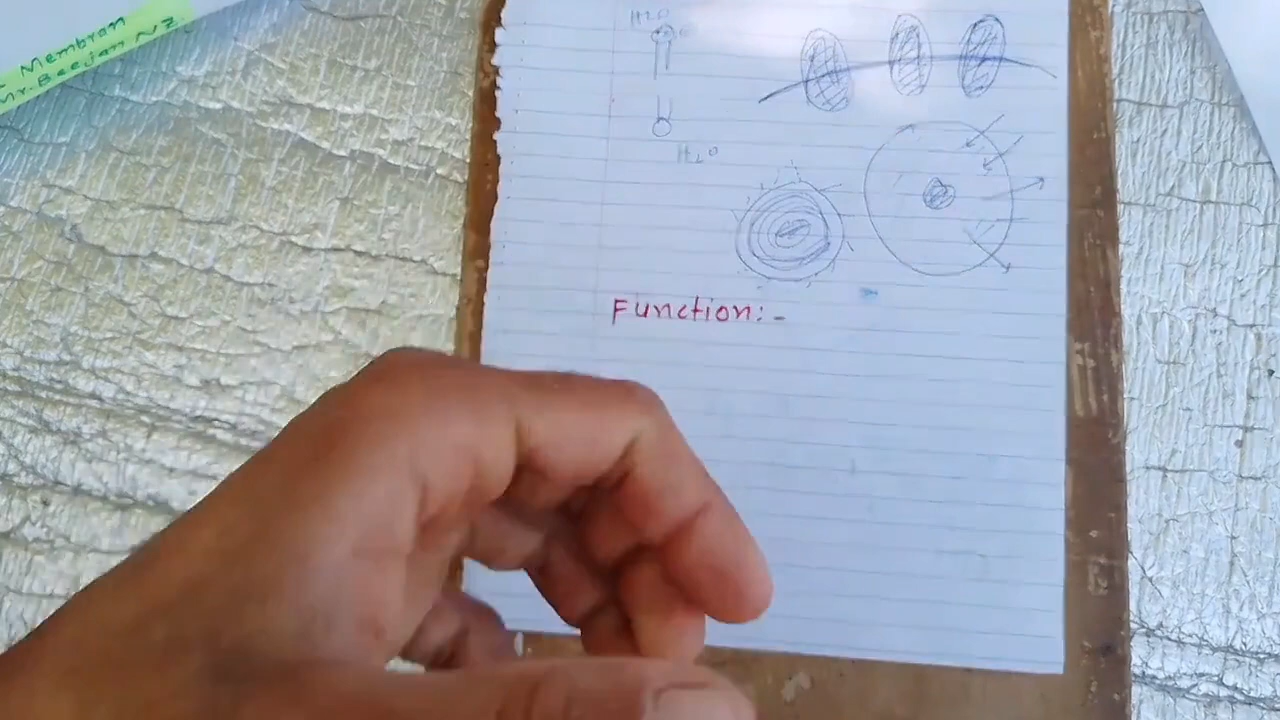 Membran
Mr. Beejan NZ.
H2O
H2O
Function:-